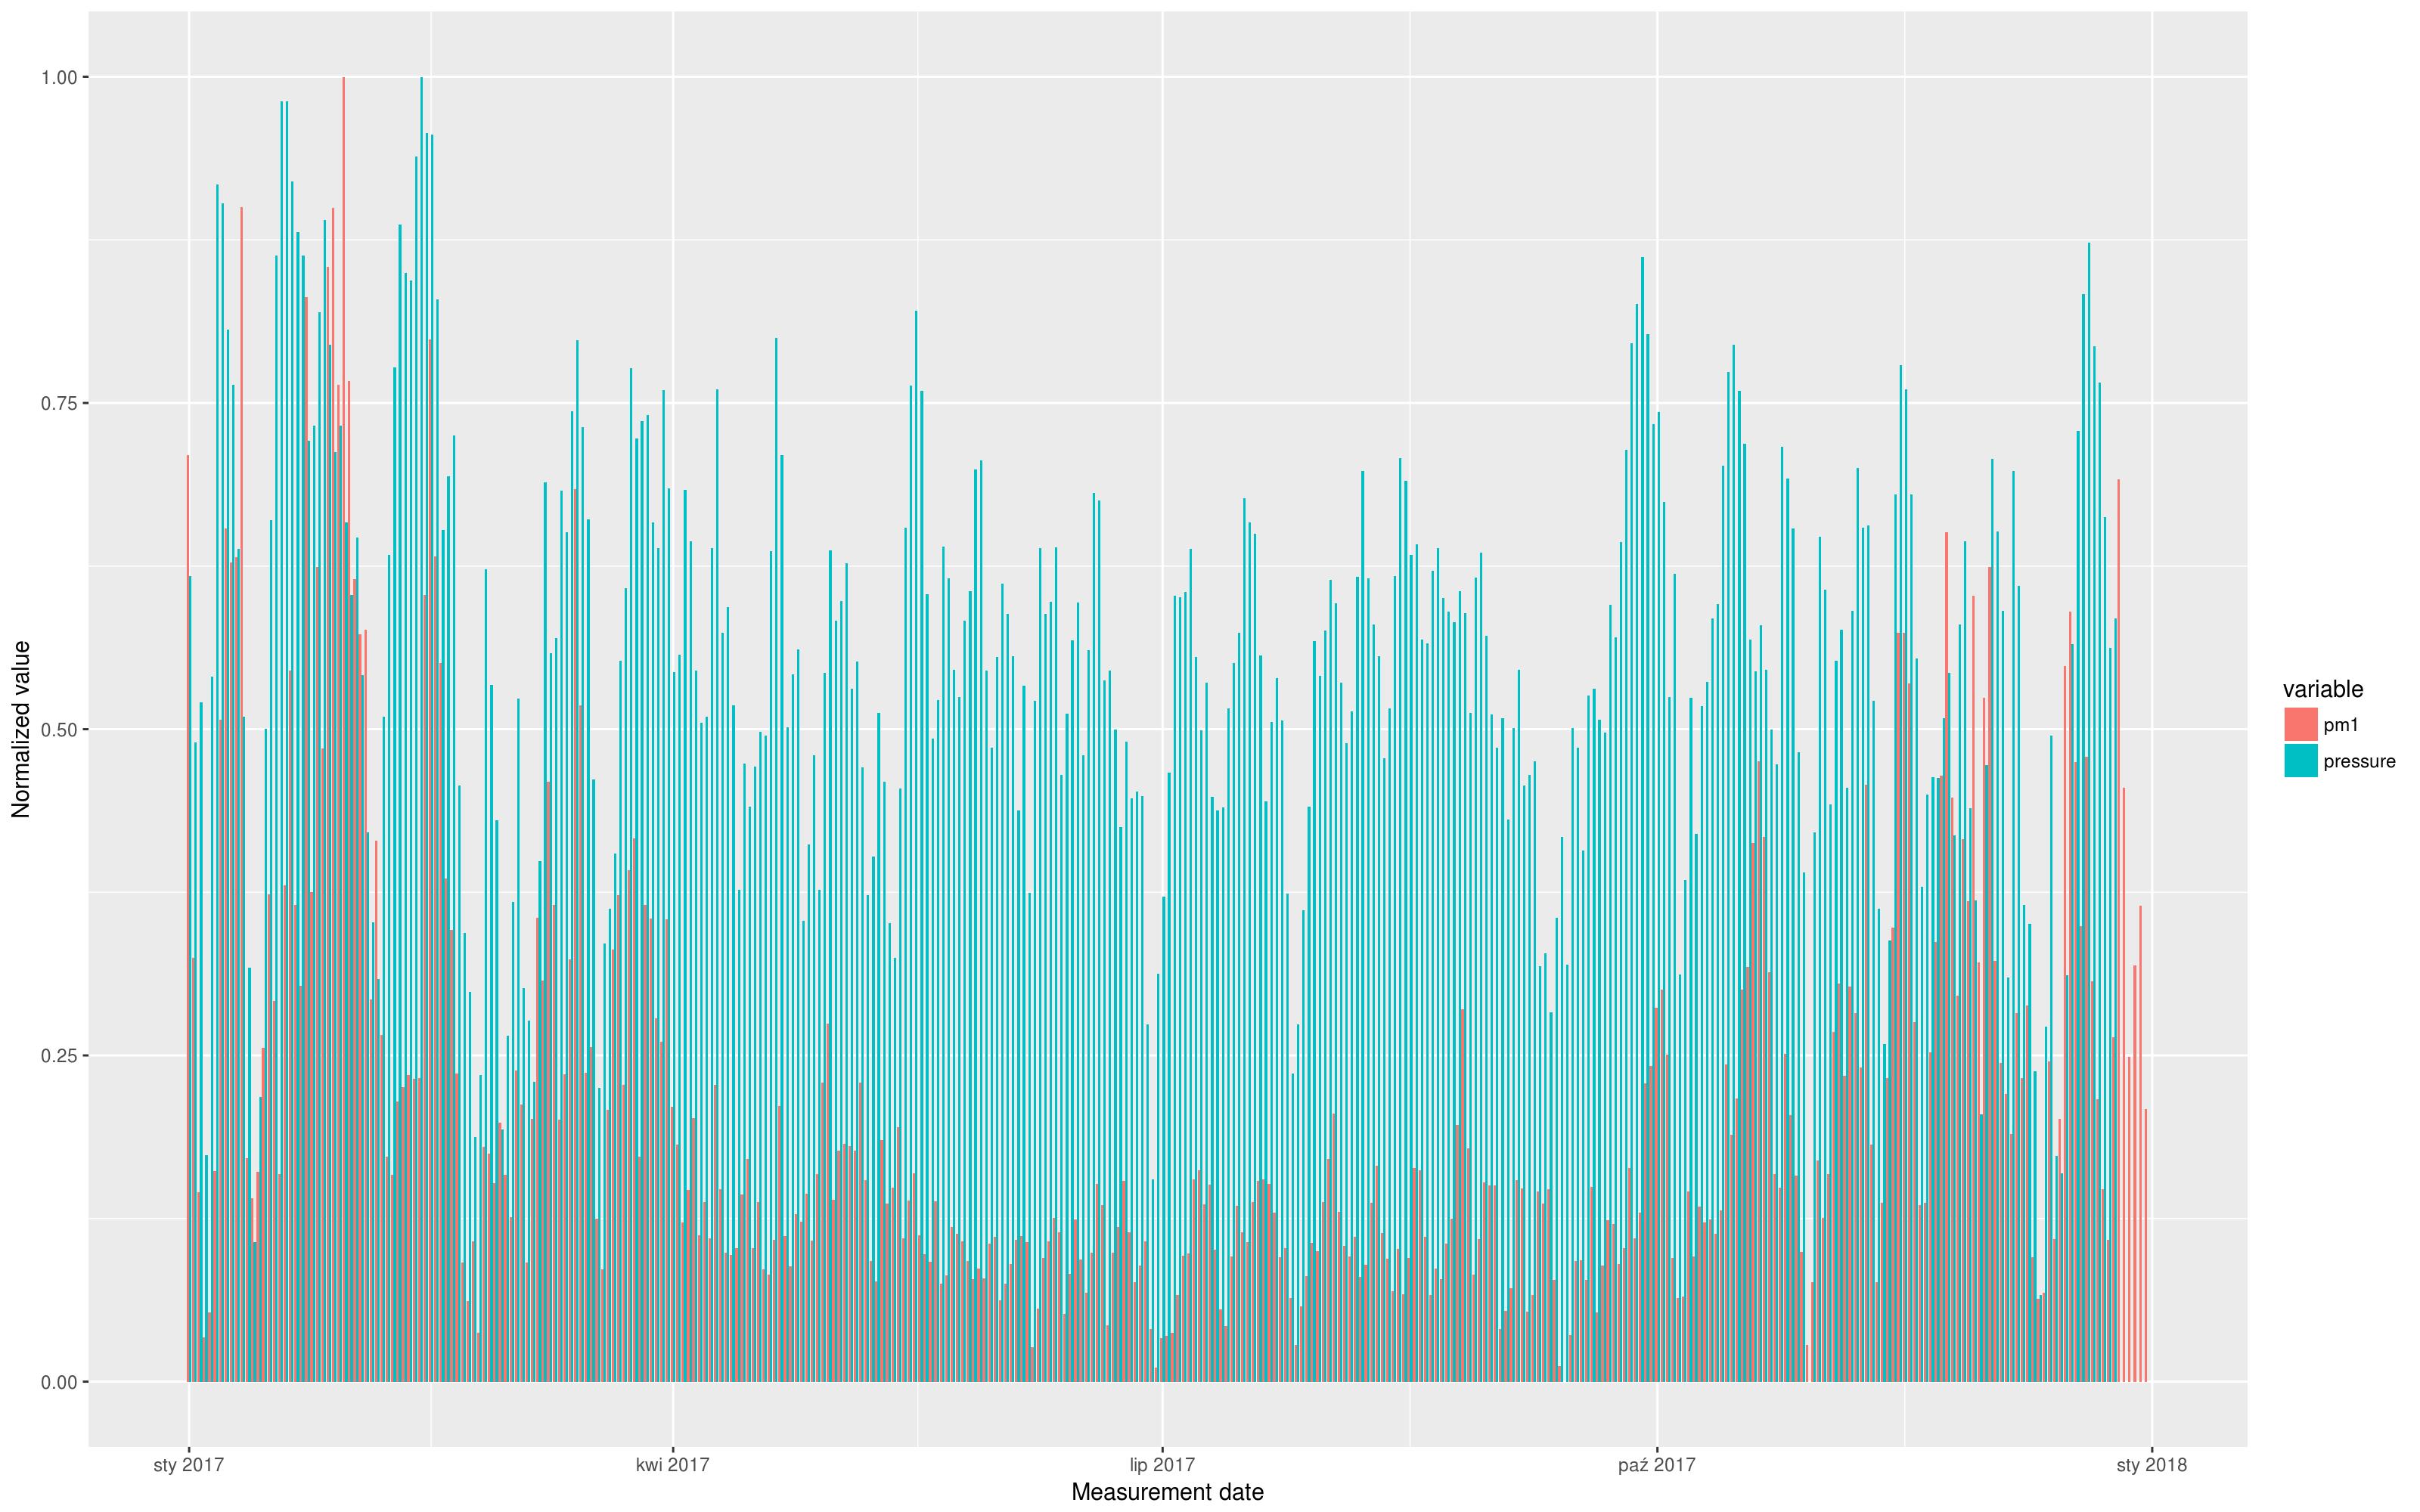 1.00
0.75
0.50
0.25
0.00
Normalized value
sty 2017
kwi 2017
lip 2017
paź 2017
sty 2018
Measurement date
variable
pm1
pressure